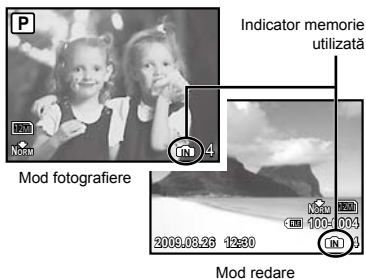 P
Indicator memorie
utilizată
12M
NORM
IN 4
Mod fotografiere
NORM 12M
FILE 100-0004
2009.08.26 12:30
IN 4
Mod redare